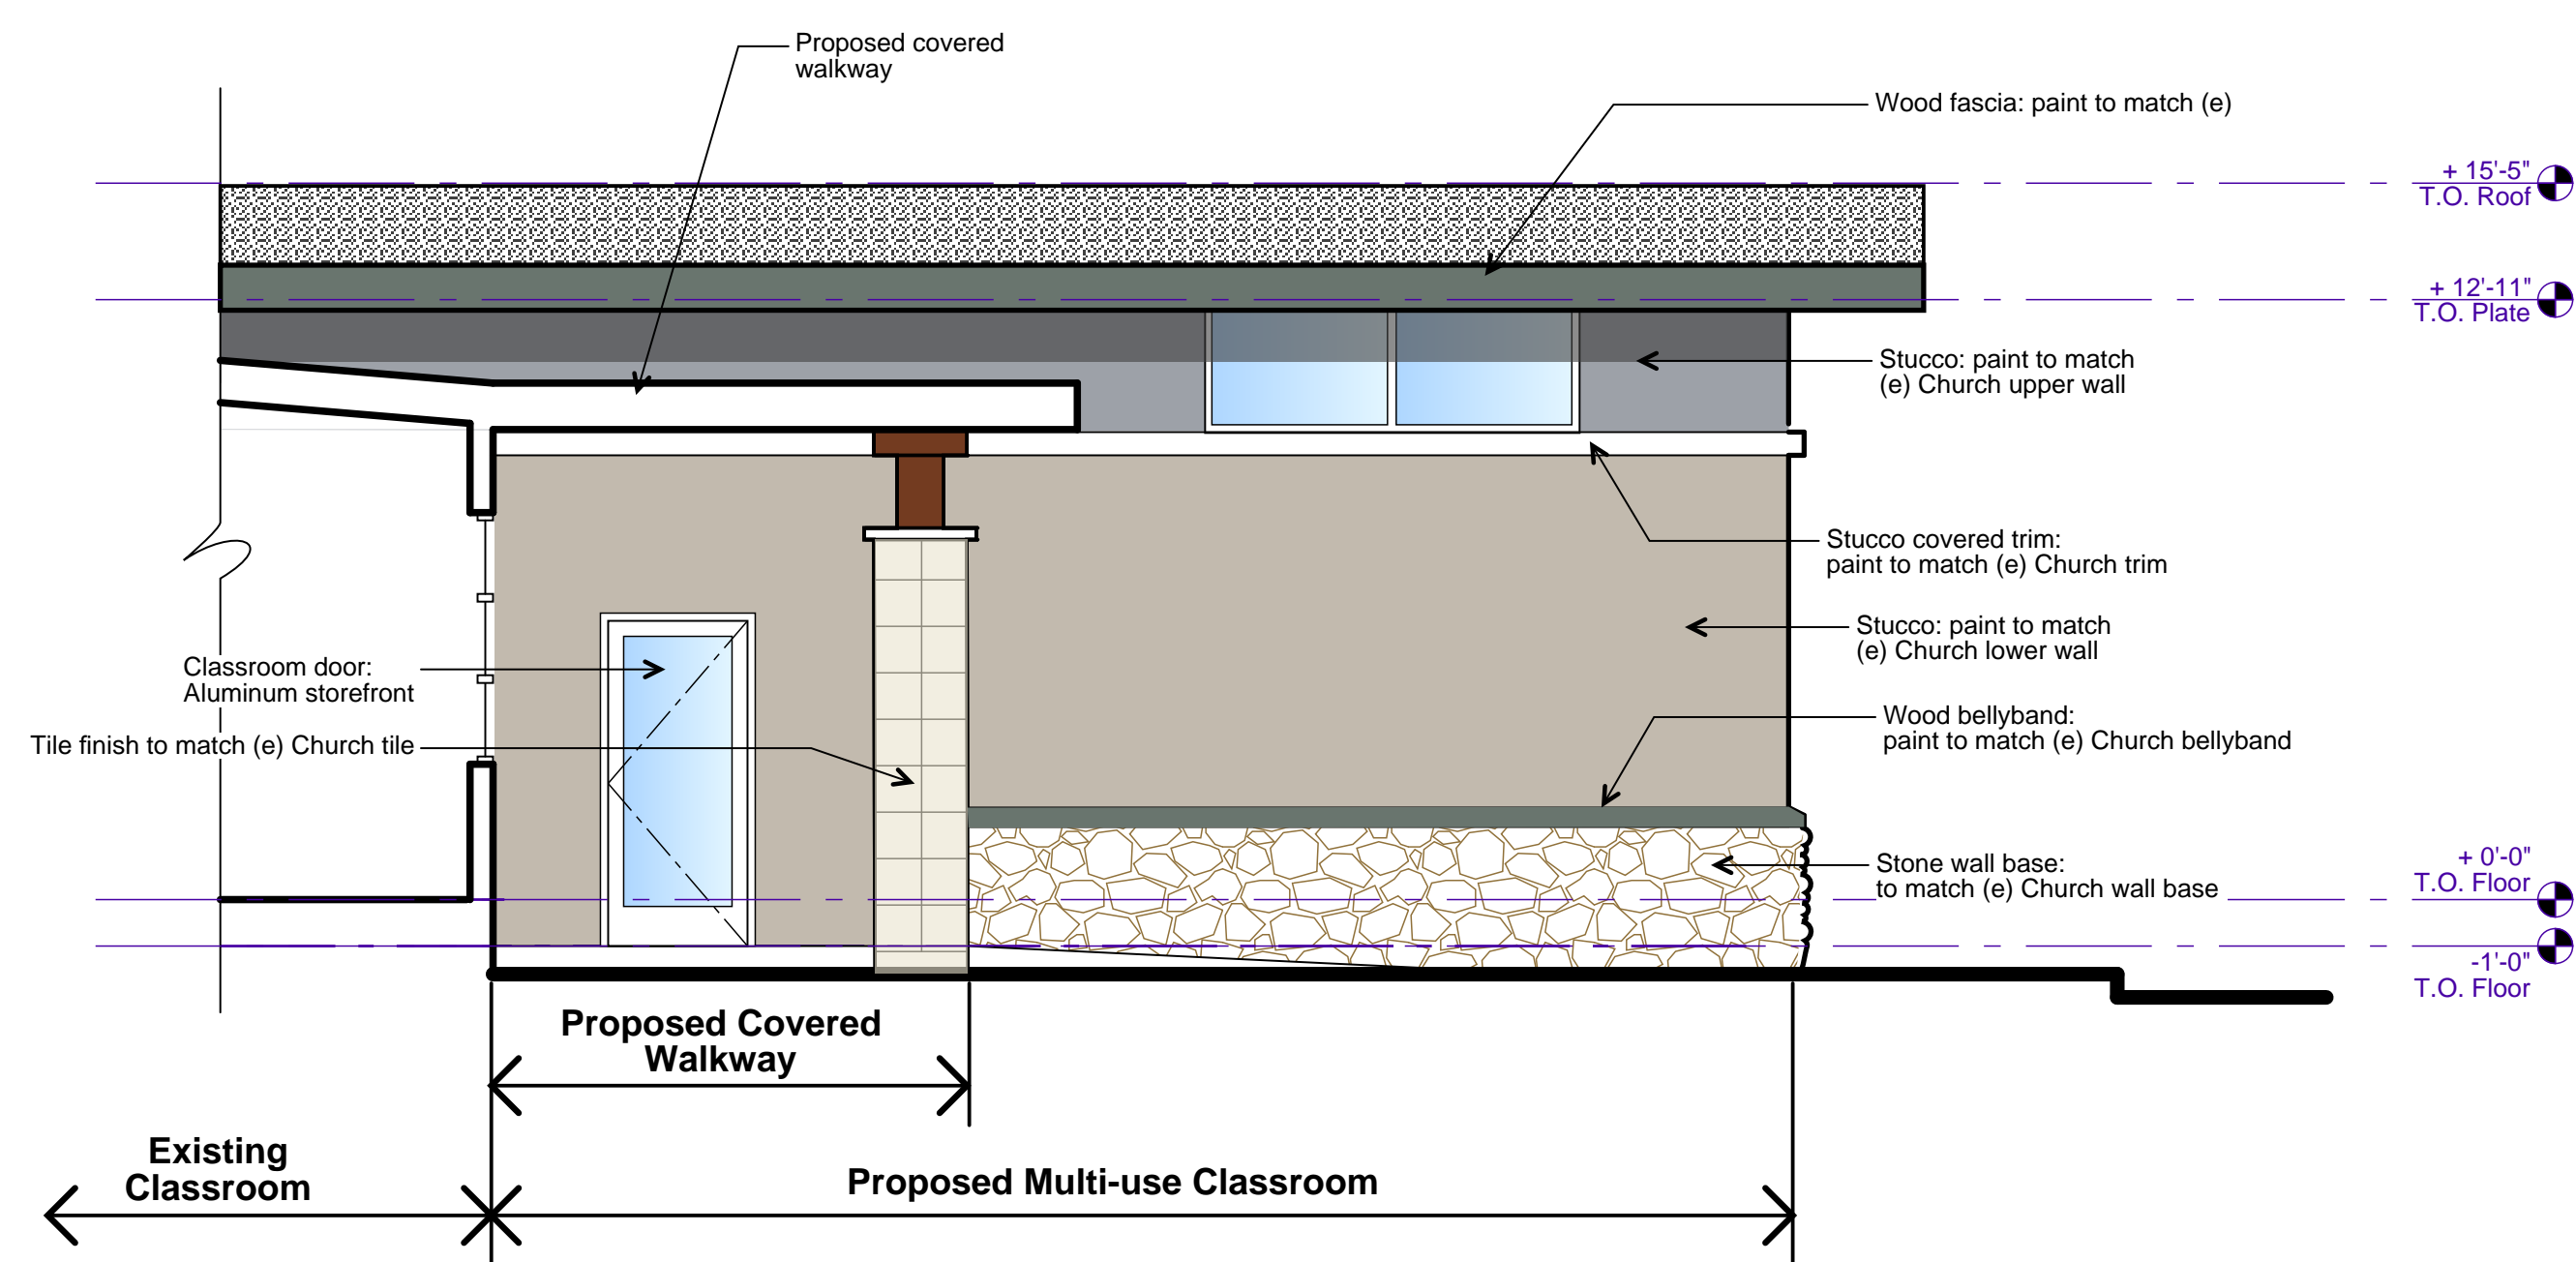 Proposed covered
walkway
Wood fascia: paint to match (e)
+ 15'-5"
T.O. Roof
+ 12'-11"
T.O. Plate
Stucco: paint to match
(e) Church upper wall
Stucco covered trim:
paint to match (e) Church trim
Stucco: paint to match
(e) Church lower wall
Classroom door:
Aluminum storefront
Tile finish to match (e) Church tile
Wood bellyband:
paint to match (e) Church bellyband
Stone wall base:
to match (e) Church wall base
+ 0'-0"
T.O. Floor
-1'-0"
T.O. Floor
Proposed Covered
Walkway
Existing
Classroom
Proposed Multi-use Classroom